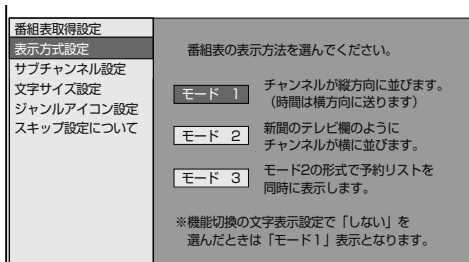 番組表取得設定
表示方式設定
サブチャンネル設定
文字サイズ設定
ジャンルアイコン設定
スキップ設定について
番組表の表示方法を選んでください。
モード 1
チャンネルが縦方向に並びます。
（時間は横方向に送ります）
モード 2
新聞のテレビ欄のように
チャンネルが横に並びます。
モード 3
モード2の形式で予約リストを
同時に表示します。
※機能切換の文字表示設定で「しない」を
選んだときは「モード１」表示となります。